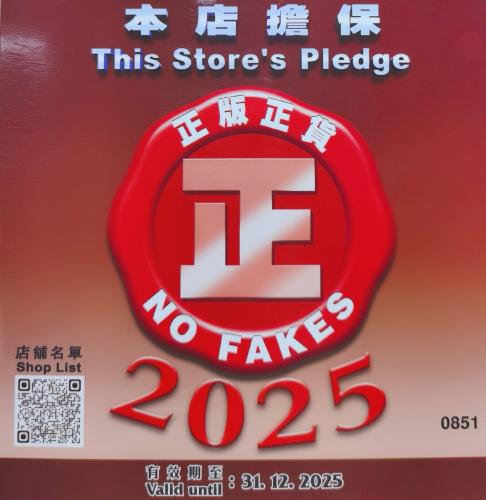 本店擔保
This Store's Pledge
正版正貨
正
NO FAKES
2025
店舖名單
Shop List
0851
有效期至
Valid until : 31. 12. 2025